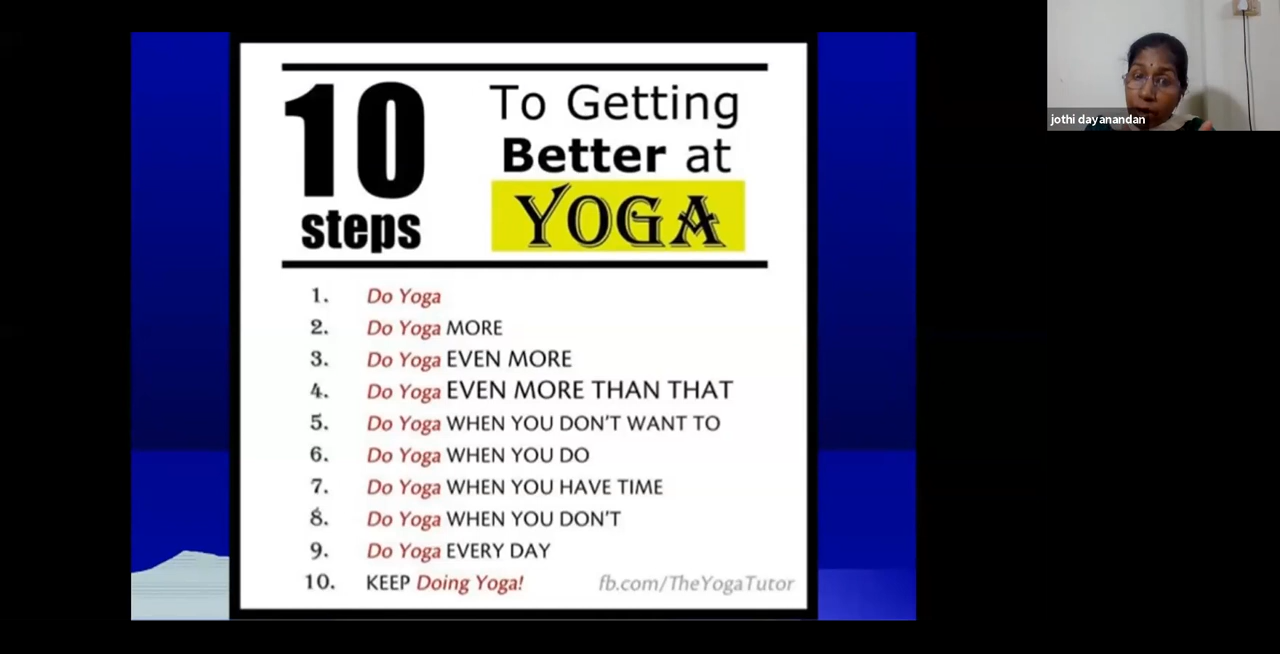 10
steps
To Getting
Better at
YOGA
1. Do Yoga
2. Do Yoga MORE
3. Do Yoga EVEN MORE
4. Do Yoga EVEN MORE THAN THAT
5. Do Yoga WHEN YOU DON'T WANT TO
6. Do Yoga WHEN YOU DO
7. Do Yoga WHEN YOU HAVE TIME
8. Do Yoga WHEN YOU DON'T
9. Do Yoga EVERY DAY
10. KEEP Doing Yoga!
fb.com/TheYogaTutor
jothi dayanandan